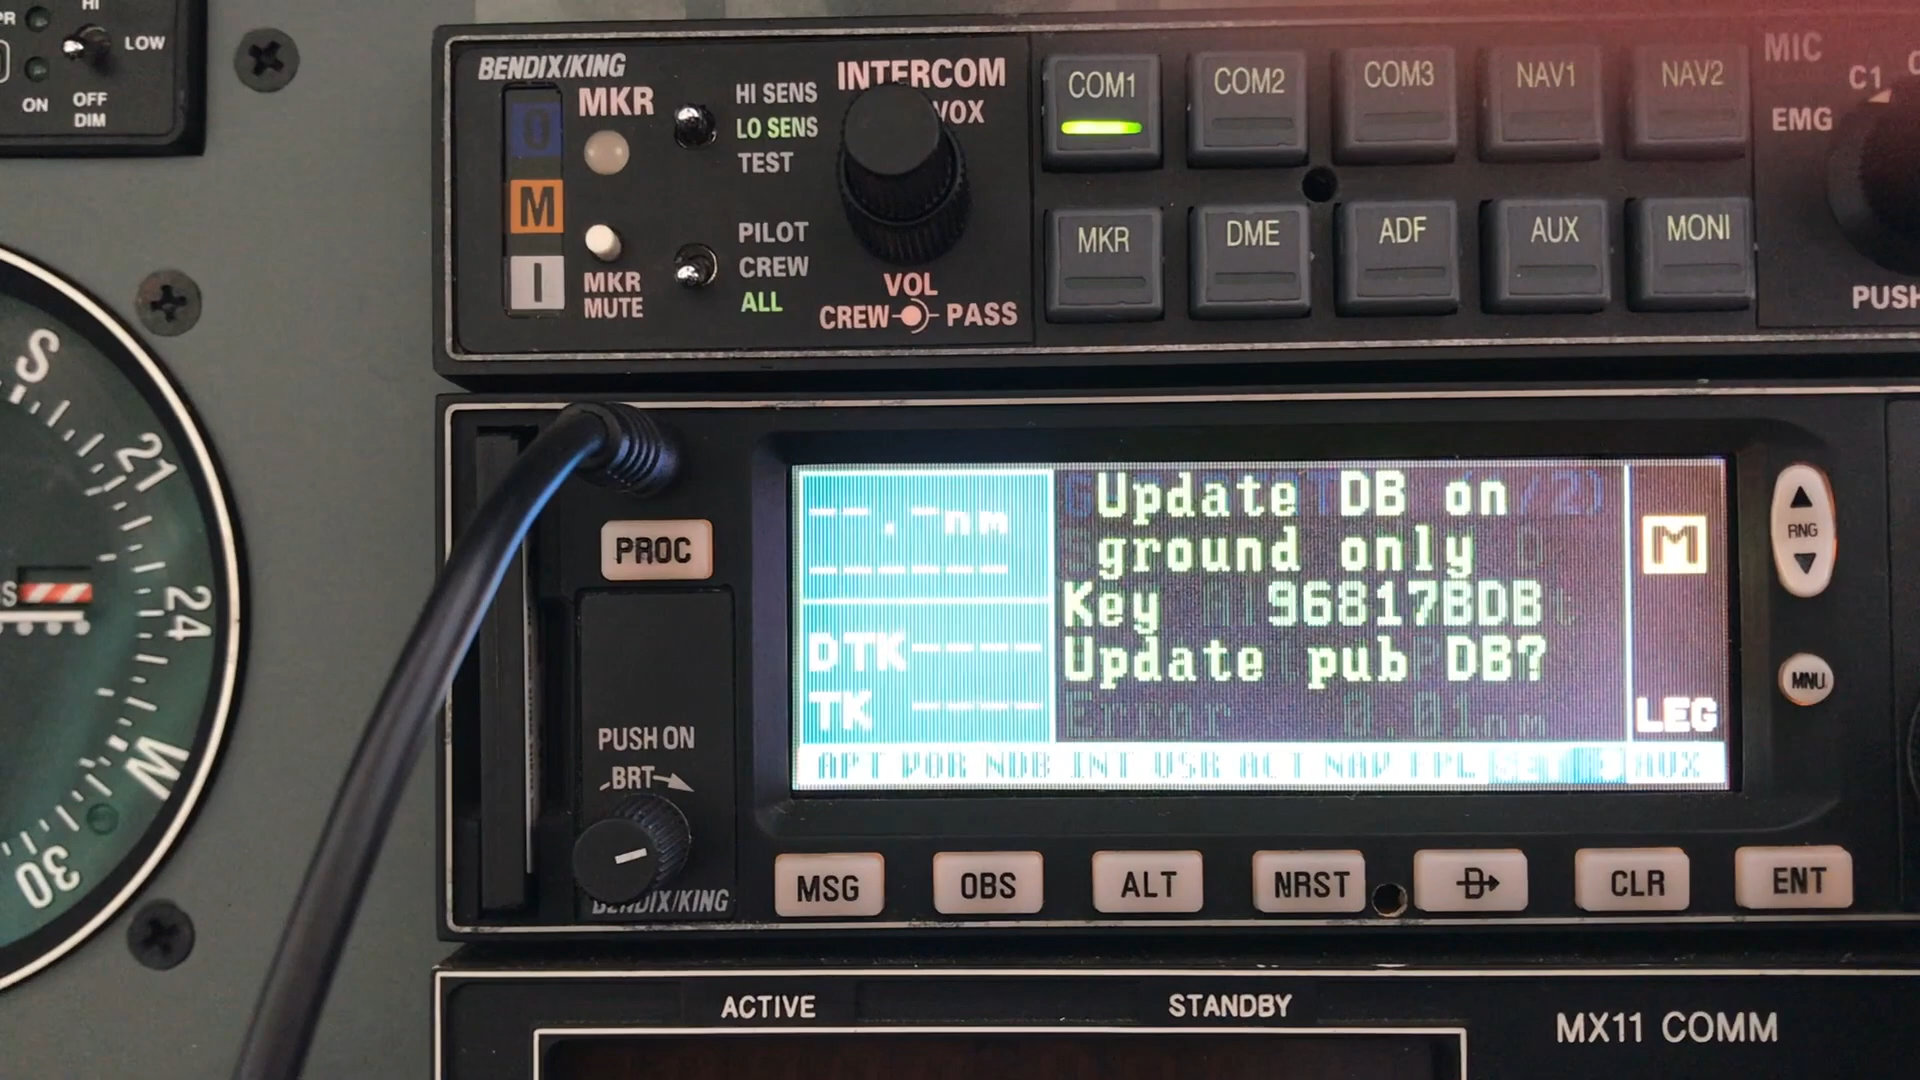 HI
LOW
ON
OFF
DIM
BENDIX/KING
O
M
I
MKR
MKR
MUTE
HI SENS
LO SENS
TEST
PILOT
CREW
ALL
INTERCOM
VOX
VOL
CREW PASS
COM1 COM2 COM3 NAV1 NAV2
MKR DME ADF AUX MONI
MIC
C1
EMG
PUSH
S
21
24
W
30
PROC
PUSH ON
BRT
BENDIX/KING
--.-nm
------
DTK----
TK ----
Update DB on
ground only
Key 96817BDB
Update pub DB?
Error 0.01nm
M
LEG
APT VOR NDB INT USR ACT NAV FPL SET AUX
RNG
MNU
MSG OBS ALT NRST D CLR ENT
ACTIVE STANDBY
MX11 COMM